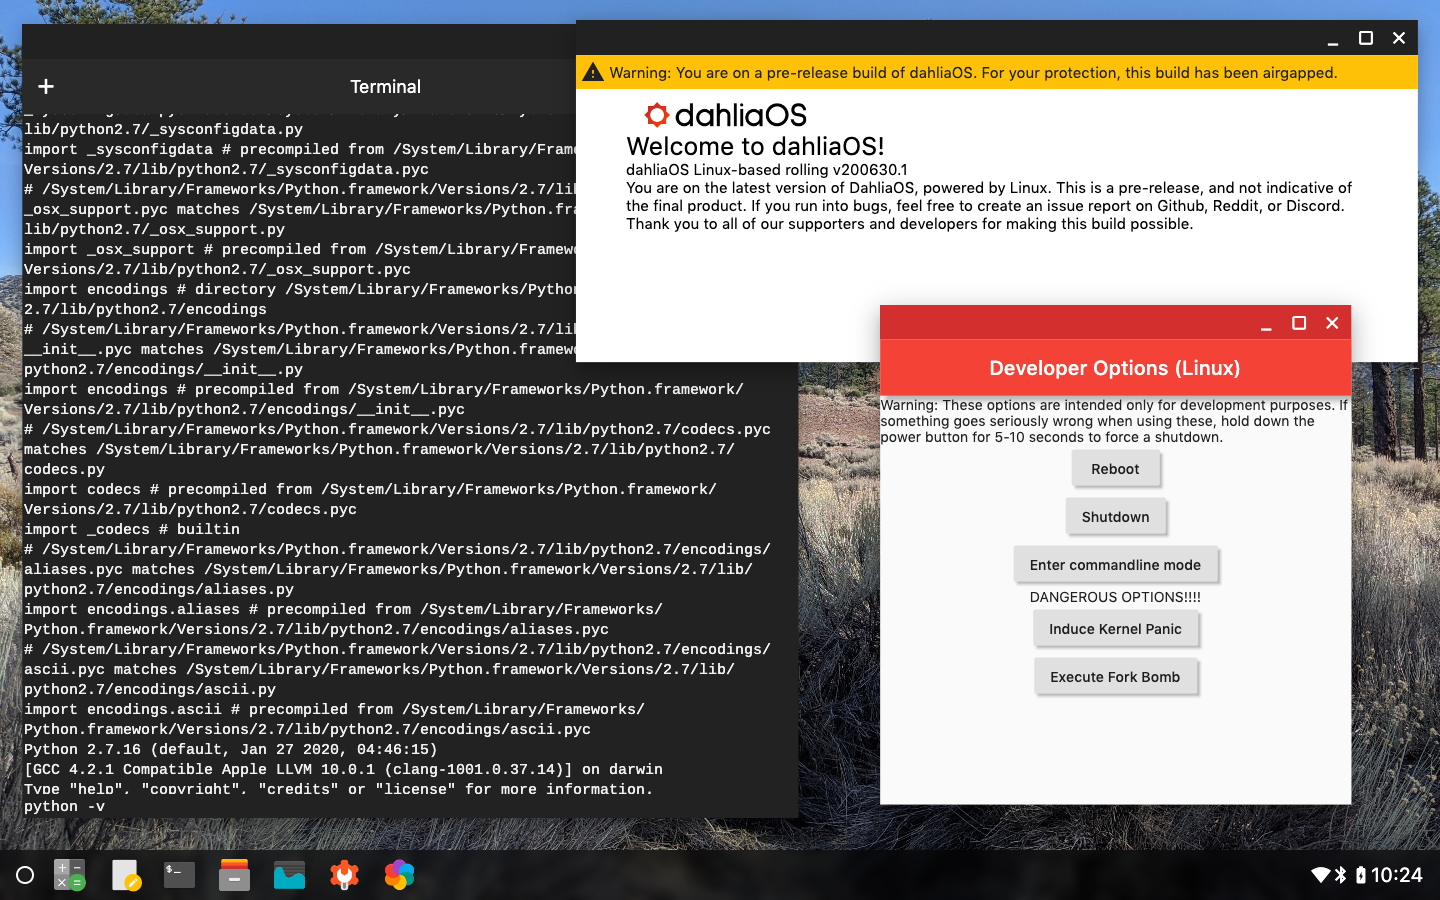 Terminal
lib/python2.7/_sysconfigdata.py
import _sysconfigdata # precompiled from /System/Library/Fram
Versions/2.7/lib/python2.7/_sysconfigdata.pyc
# /System/Library/Frameworks/Python.framework/Versions/2.7/li
_osx_support.pyc matches /System/Library/Frameworks/Python.fr
lib/python2.7/_osx_support.py
import _osx_support # precompiled from /System/Library/Framew
Versions/2.7/lib/python2.7/_osx_support.pyc
import encodings # directory /System/Library/Frameworks/Pytho
2.7/lib/python2.7/encodings
# /System/Library/Frameworks/Python.framework/Versions/2.7/li
__init__.pyc matches /System/Library/Frameworks/Python.framew
python2.7/encodings/__init__.py
import encodings # precompiled from /System/Library/Frameworks/Python.framework/
Versions/2.7/lib/python2.7/encodings/__init__.pyc
# /System/Library/Frameworks/Python.framework/Versions/2.7/lib/python2.7/codecs.pyc
matches /System/Library/Frameworks/Python.framework/Versions/2.7/lib/python2.7/
codecs.py
import codecs # precompiled from /System/Library/Frameworks/Python.framework/
Versions/2.7/lib/python2.7/codecs.pyc
import _codecs # builtin
# /System/Library/Frameworks/Python.framework/Versions/2.7/lib/python2.7/encodings/
aliases.pyc matches /System/Library/Frameworks/Python.framework/Versions/2.7/lib/
python2.7/encodings/aliases.py
import encodings.aliases # precompiled from /System/Library/Frameworks/
Python.framework/Versions/2.7/lib/python2.7/encodings/aliases.pyc
# /System/Library/Frameworks/Python.framework/Versions/2.7/lib/python2.7/encodings/
ascii.pyc matches /System/Library/Frameworks/Python.framework/Versions/2.7/lib/
python2.7/encodings/ascii.py
import encodings.ascii # precompiled from /System/Library/Frameworks/
Python.framework/Versions/2.7/lib/python2.7/encodings/ascii.pyc
Python 2.7.16 (default, Jan 27 2020, 04:46:15)
[GCC 4.2.1 Compatible Apple LLVM 10.0.1 (clang-1001.0.37.14)] on darwin
Type "help", "copyright", "credits" or "license" for more information.
python -v
Warning: You are on a pre-release build of dahliaOS. For your protection, this build has been airgapped.
dahliaOS
Welcome to dahliaOS!
dahliaOS Linux-based rolling v200630.1
You are on the latest version of DahliaOS, powered by Linux. This is a pre-release, and not indicative of
the final product. If you run into bugs, feel free to create an issue report on Github, Reddit, or Discord.
Thank you to all of our supporters and developers for making this build possible.
Developer Options (Linux)
Warning: These options are intended only for development purposes. If
something goes seriously wrong when using these, hold down the
power button for 5-10 seconds to force a shutdown.
Reboot
Shutdown
Enter commandline mode
DANGEROUS OPTIONS!!!!
Induce Kernel Panic
Execute Fork Bomb
$-
10:24